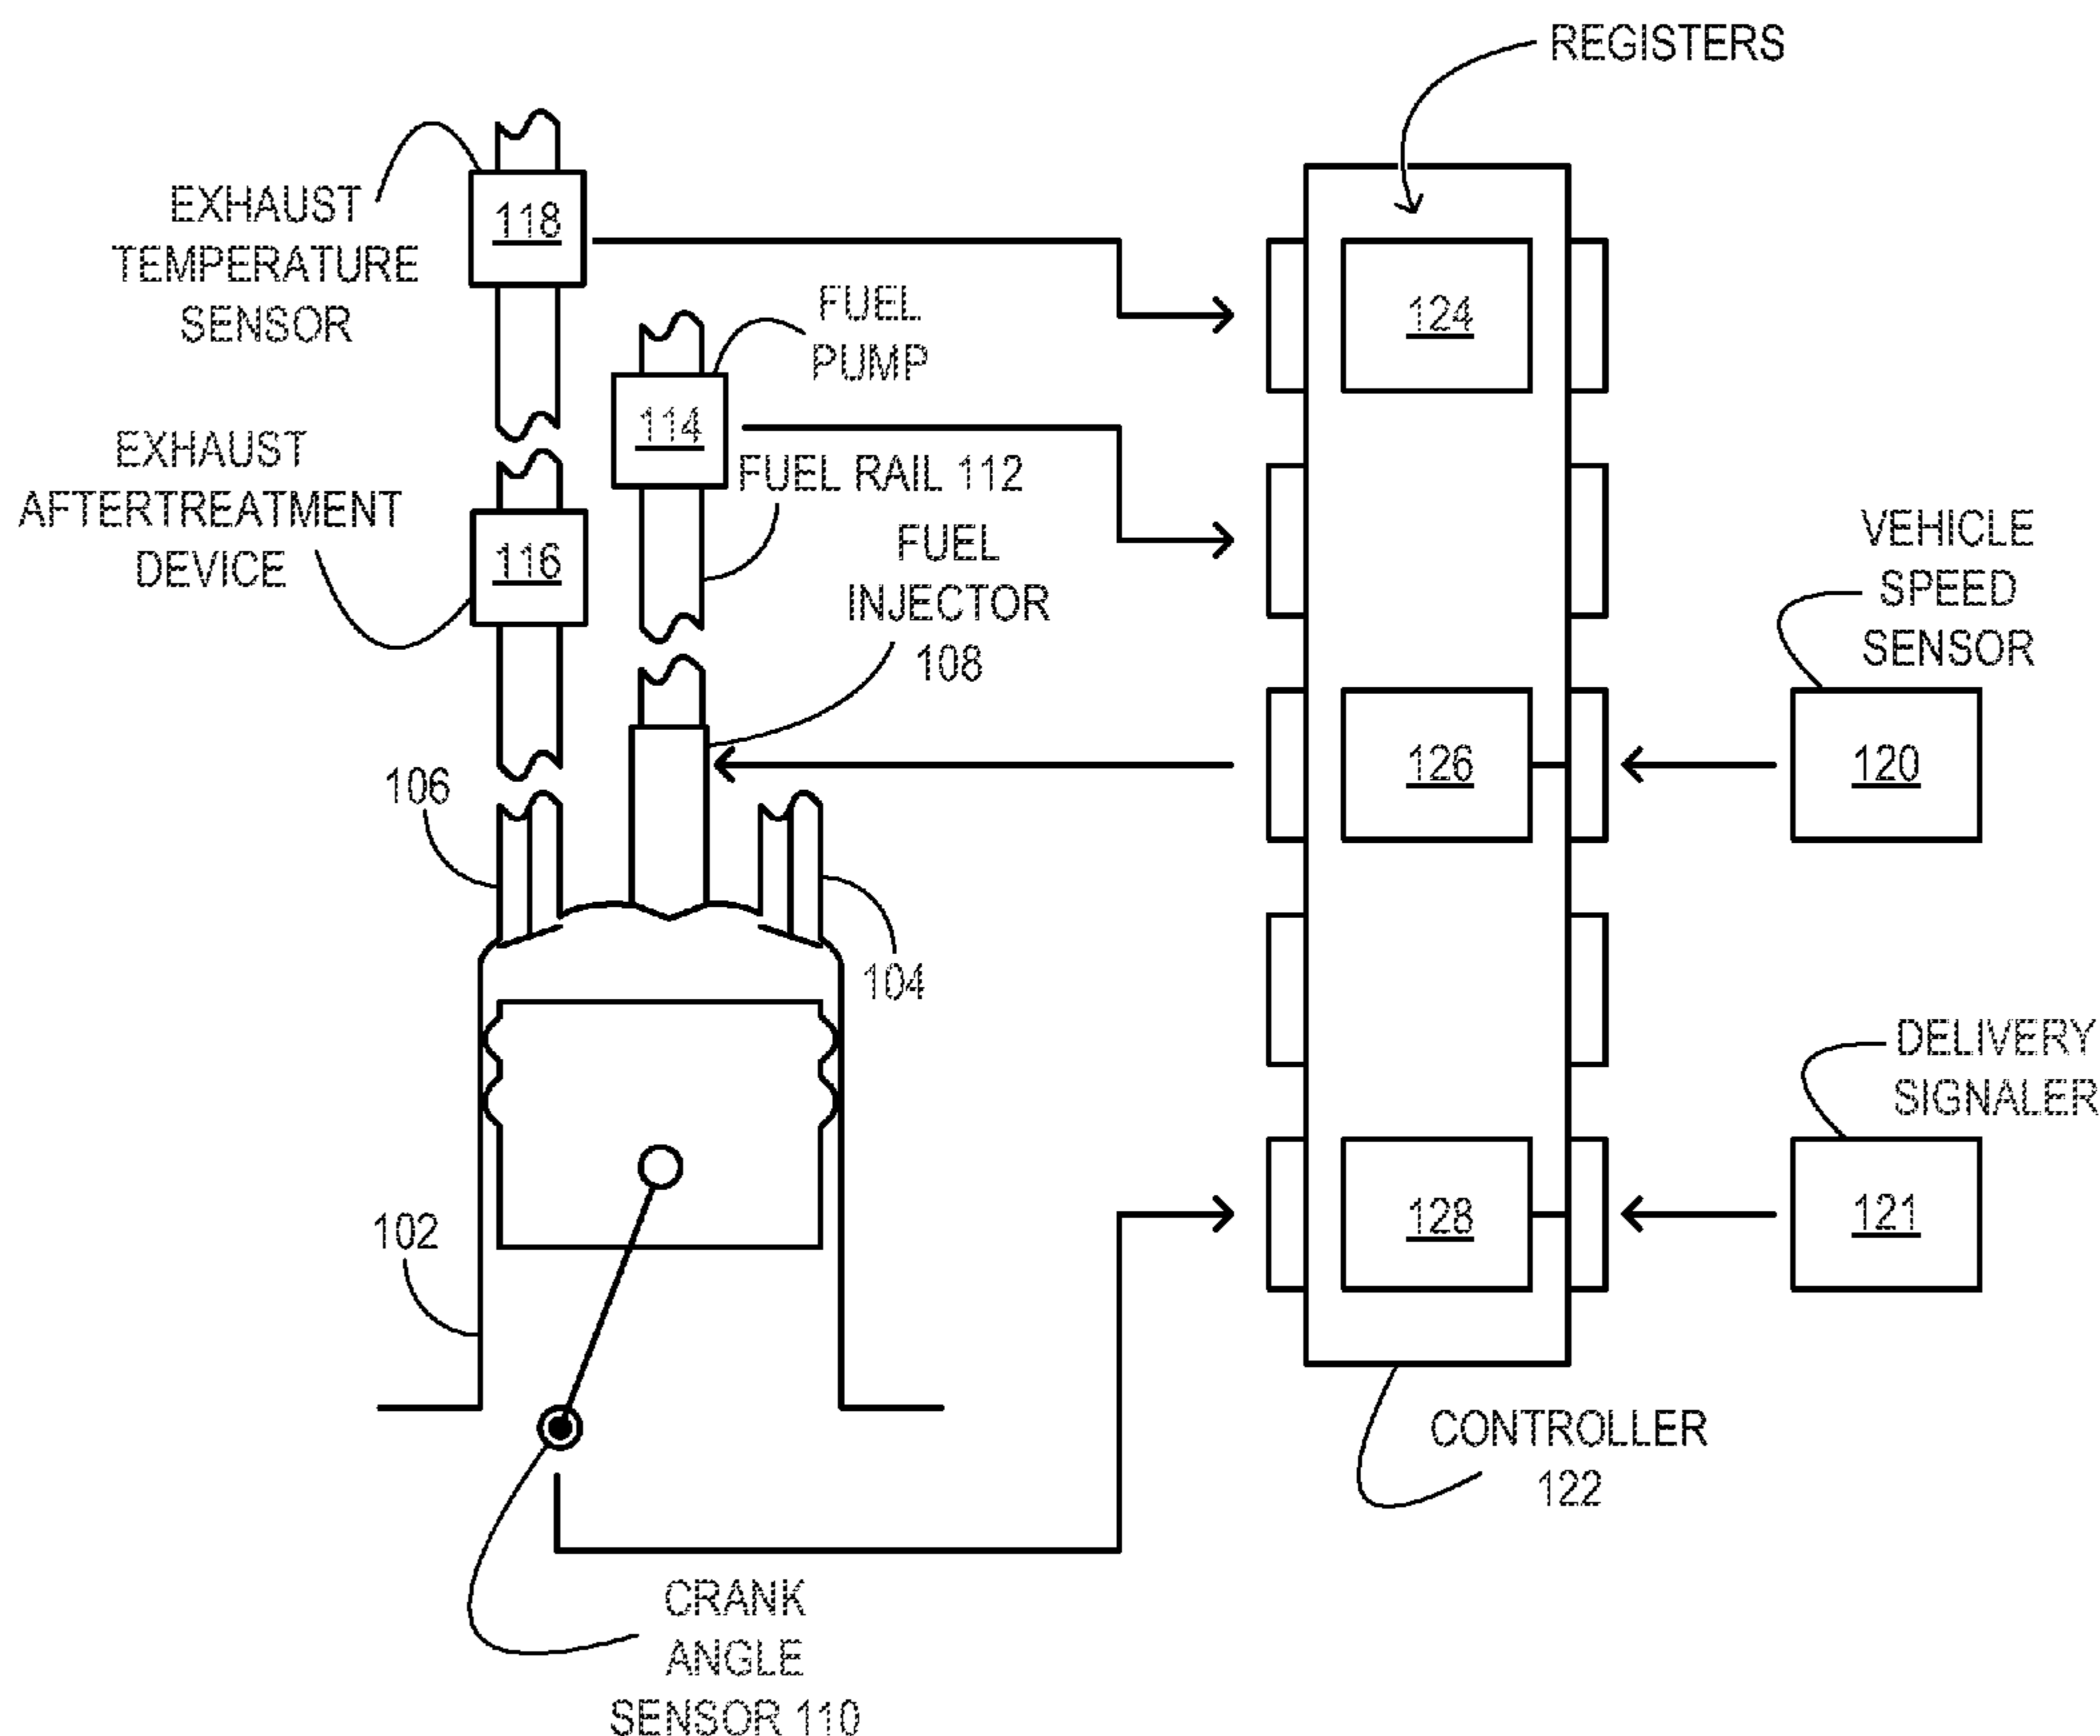 REGISTERS
EXHAUST
TEMPERATURE
SENSOR
118
FUEL
PUMP
124
114
EXHAUST
AFTERTREATMENT
DEVICE
FUEL RAIL 112
116
FUEL
INJECTOR
108
VEHICLE
SPEED
SENSOR
106
126
120
104
DELIVERY
SIGNALER
102
128
121
CONTROLLER
122
CRANK
ANGLE
SENSOR 110